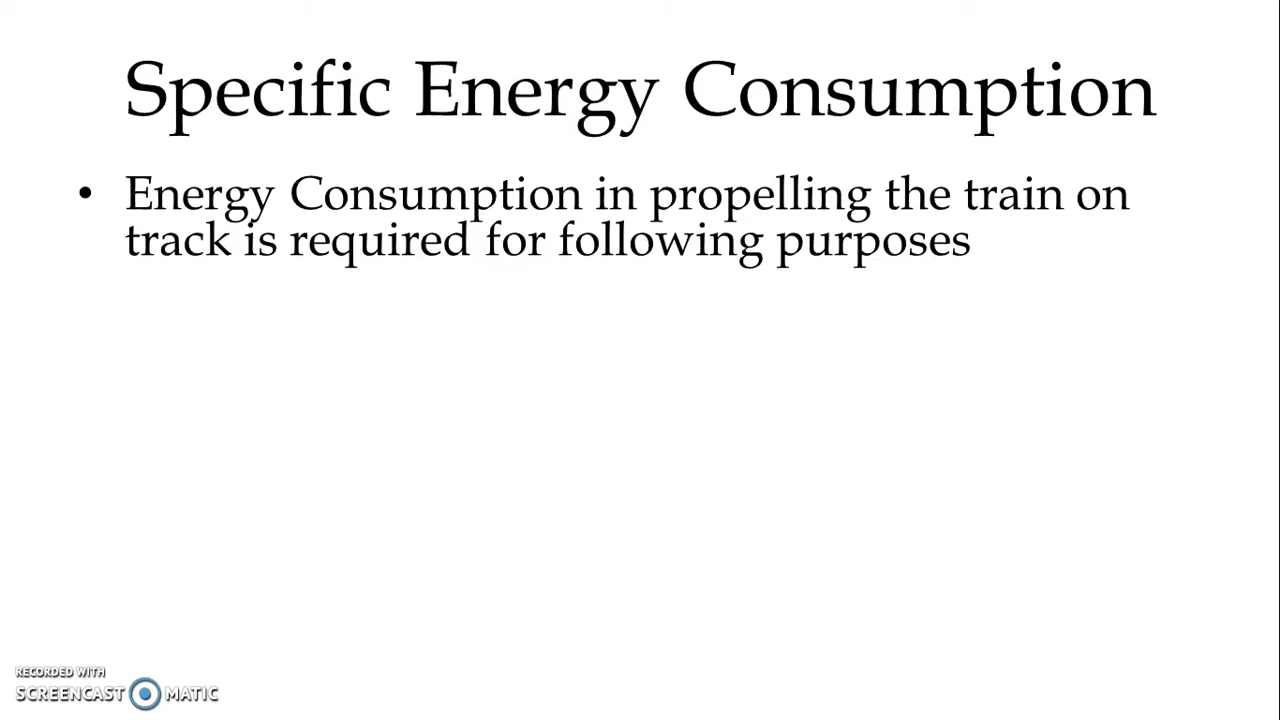 Specific Energy Consumption
• Energy Consumption in propelling the train on
track is required for following purposes
RECORDED WITH
SCREENCAST MATIC